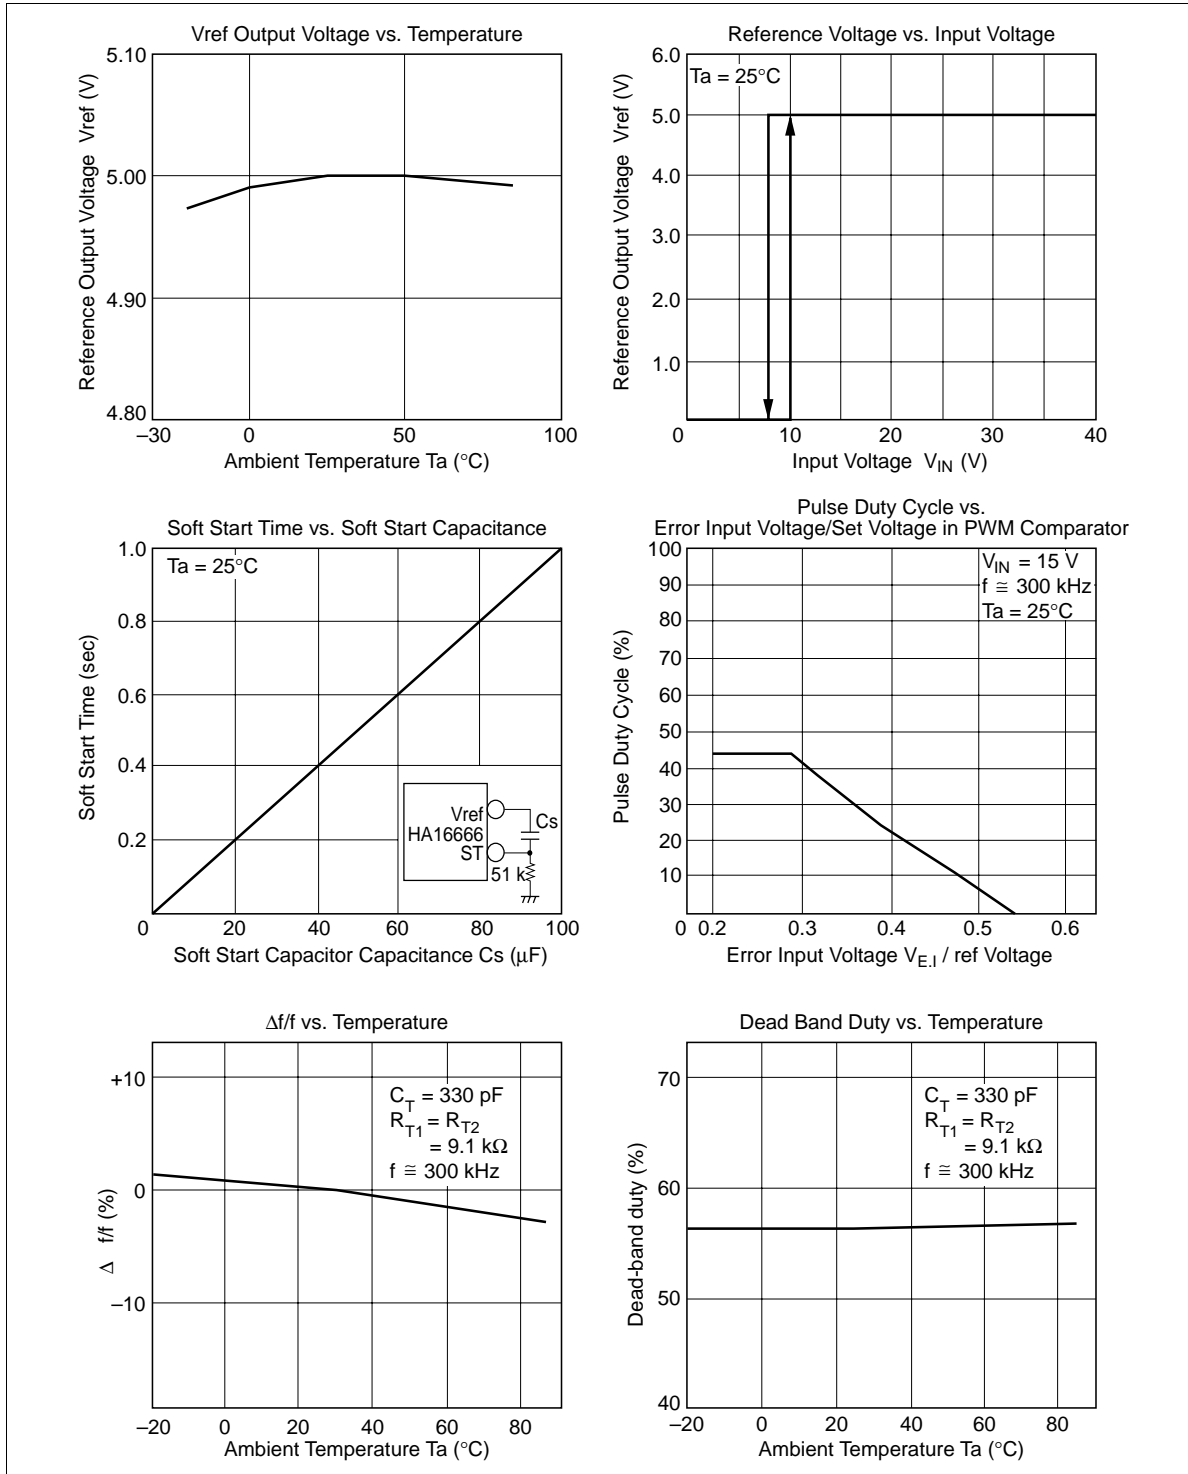 Vref Output Voltage vs. Temperature
5.10
5.00
4.90
4.80
Reference Output Voltage Vref (V)
–30 0 50 100
Ambient Temperature Ta (°C)
Reference Voltage vs. Input Voltage
Ta = 25°C
6.0
5.0
4.0
3.0
2.0
1.0
Reference Output Voltage Vref (V)
0 10 20 30 40
Input Voltage VIN (V)
Soft Start Time vs. Soft Start Capacitance
Ta = 25°C
1.0
0.8
0.6
0.4
0.2
Soft Start Time (sec)
Vref
HA16666
ST
Cs
51 k
0 20 40 60 80 100
Soft Start Capacitor Capacitance Cs (μF)
Pulse Duty Cycle vs.
Error Input Voltage/Set Voltage in PWM Comparator
VIN = 15 V
f ≅ 300 kHz
Ta = 25°C
100
90
80
70
60
50
40
30
20
10
Pulse Duty Cycle (%)
0 0.2 0.3 0.4 0.5 0.6
Error Input Voltage VE.I / ref Voltage
Δf/f vs. Temperature
CT = 330 pF
RT1 = RT2
= 9.1 kΩ
f ≅ 300 kHz
+10
0
–10
Δ f/f (%)
–20 0 20 40 60 80
Ambient Temperature Ta (°C)
Dead Band Duty vs. Temperature
CT = 330 pF
RT1 = RT2
= 9.1 kΩ
f ≅ 300 kHz
70
60
50
40
Dead-band duty (%)
–20 0 20 40 60 80
Ambient Temperature Ta (°C)